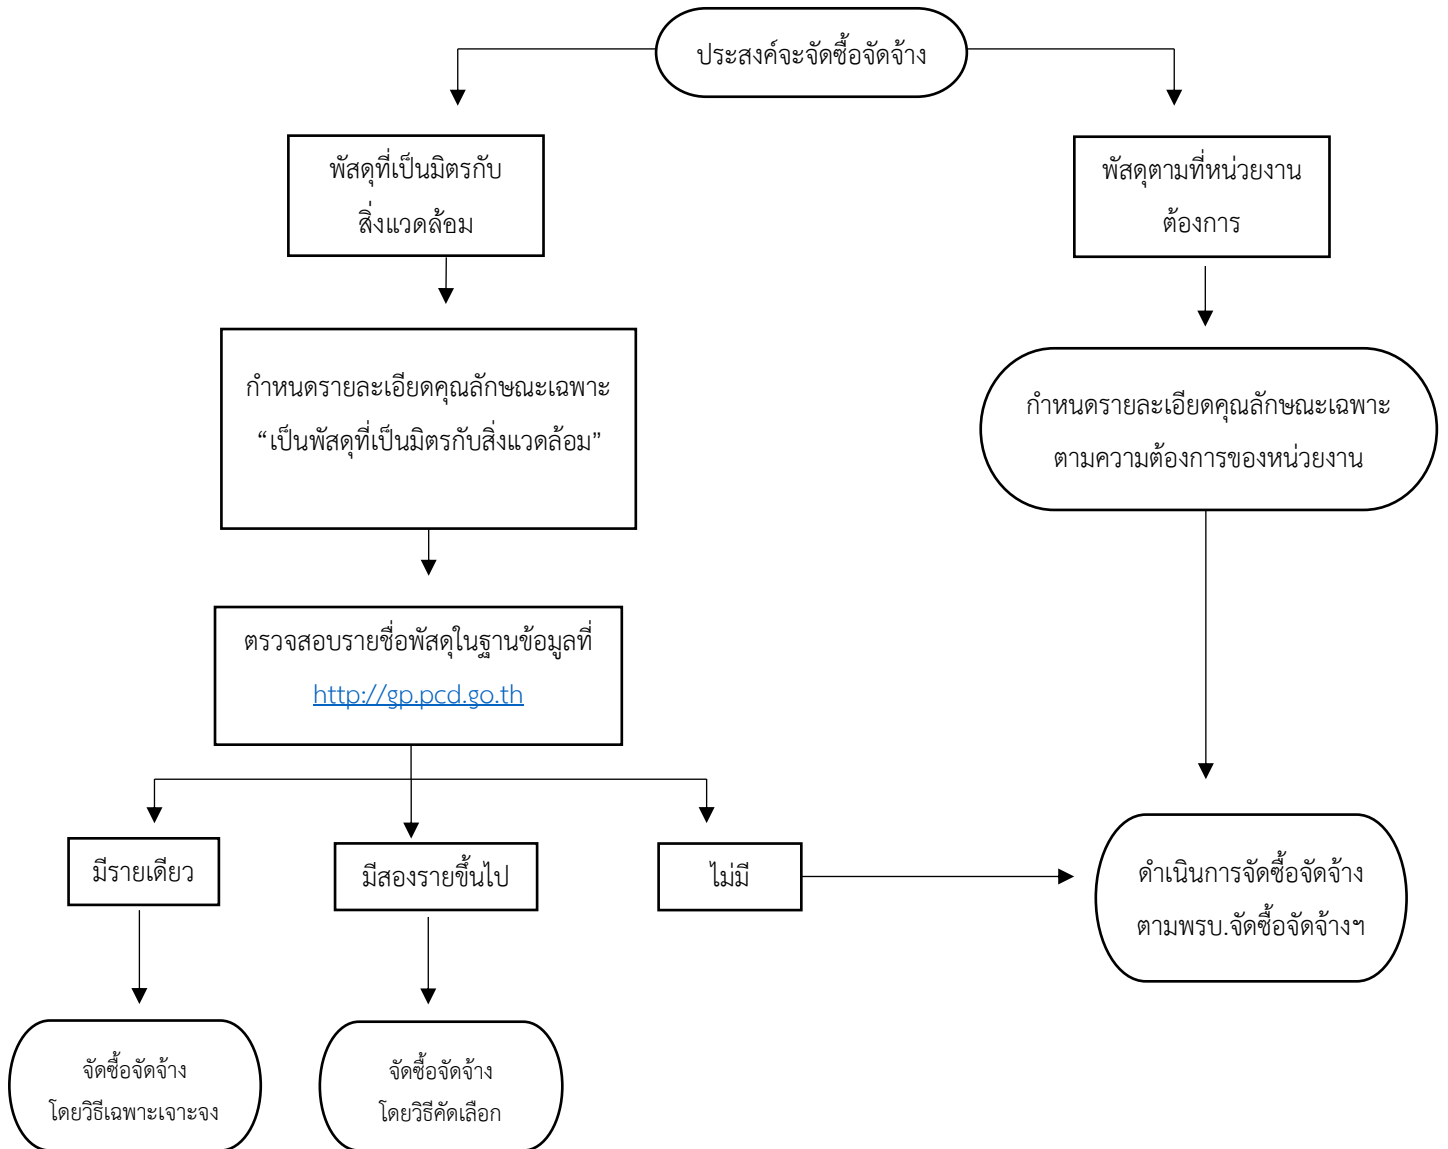 ประสงค์จะจัดซื้อจัดจ้าง
พัสดุที่เป็นมิตรกับ
สิ่งแวดล้อม
พัสดุตามที่หน่วยงาน
ต้องการ
กำหนดรายละเอียดคุณลักษณะเฉพาะ
“เป็นพัสดุที่เป็นมิตรกับสิ่งแวดล้อม”
กำหนดรายละเอียดคุณลักษณะเฉพาะ
ตามความต้องการของหน่วยงาน
ตรวจสอบรายชื่อพัสดุในฐานข้อมูลที่
http://gp.pcd.go.th
มีรายเดียว
มีสองรายขึ้นไป
ไม่มี
ดำเนินการจัดซื้อจัดจ้าง
ตามพรบ.จัดซื้อจัดจ้างฯ
จัดซื้อจัดจ้าง
โดยวิธีเฉพาะเจาะจง
จัดซื้อจัดจ้าง
โดยวิธีคัดเลือก